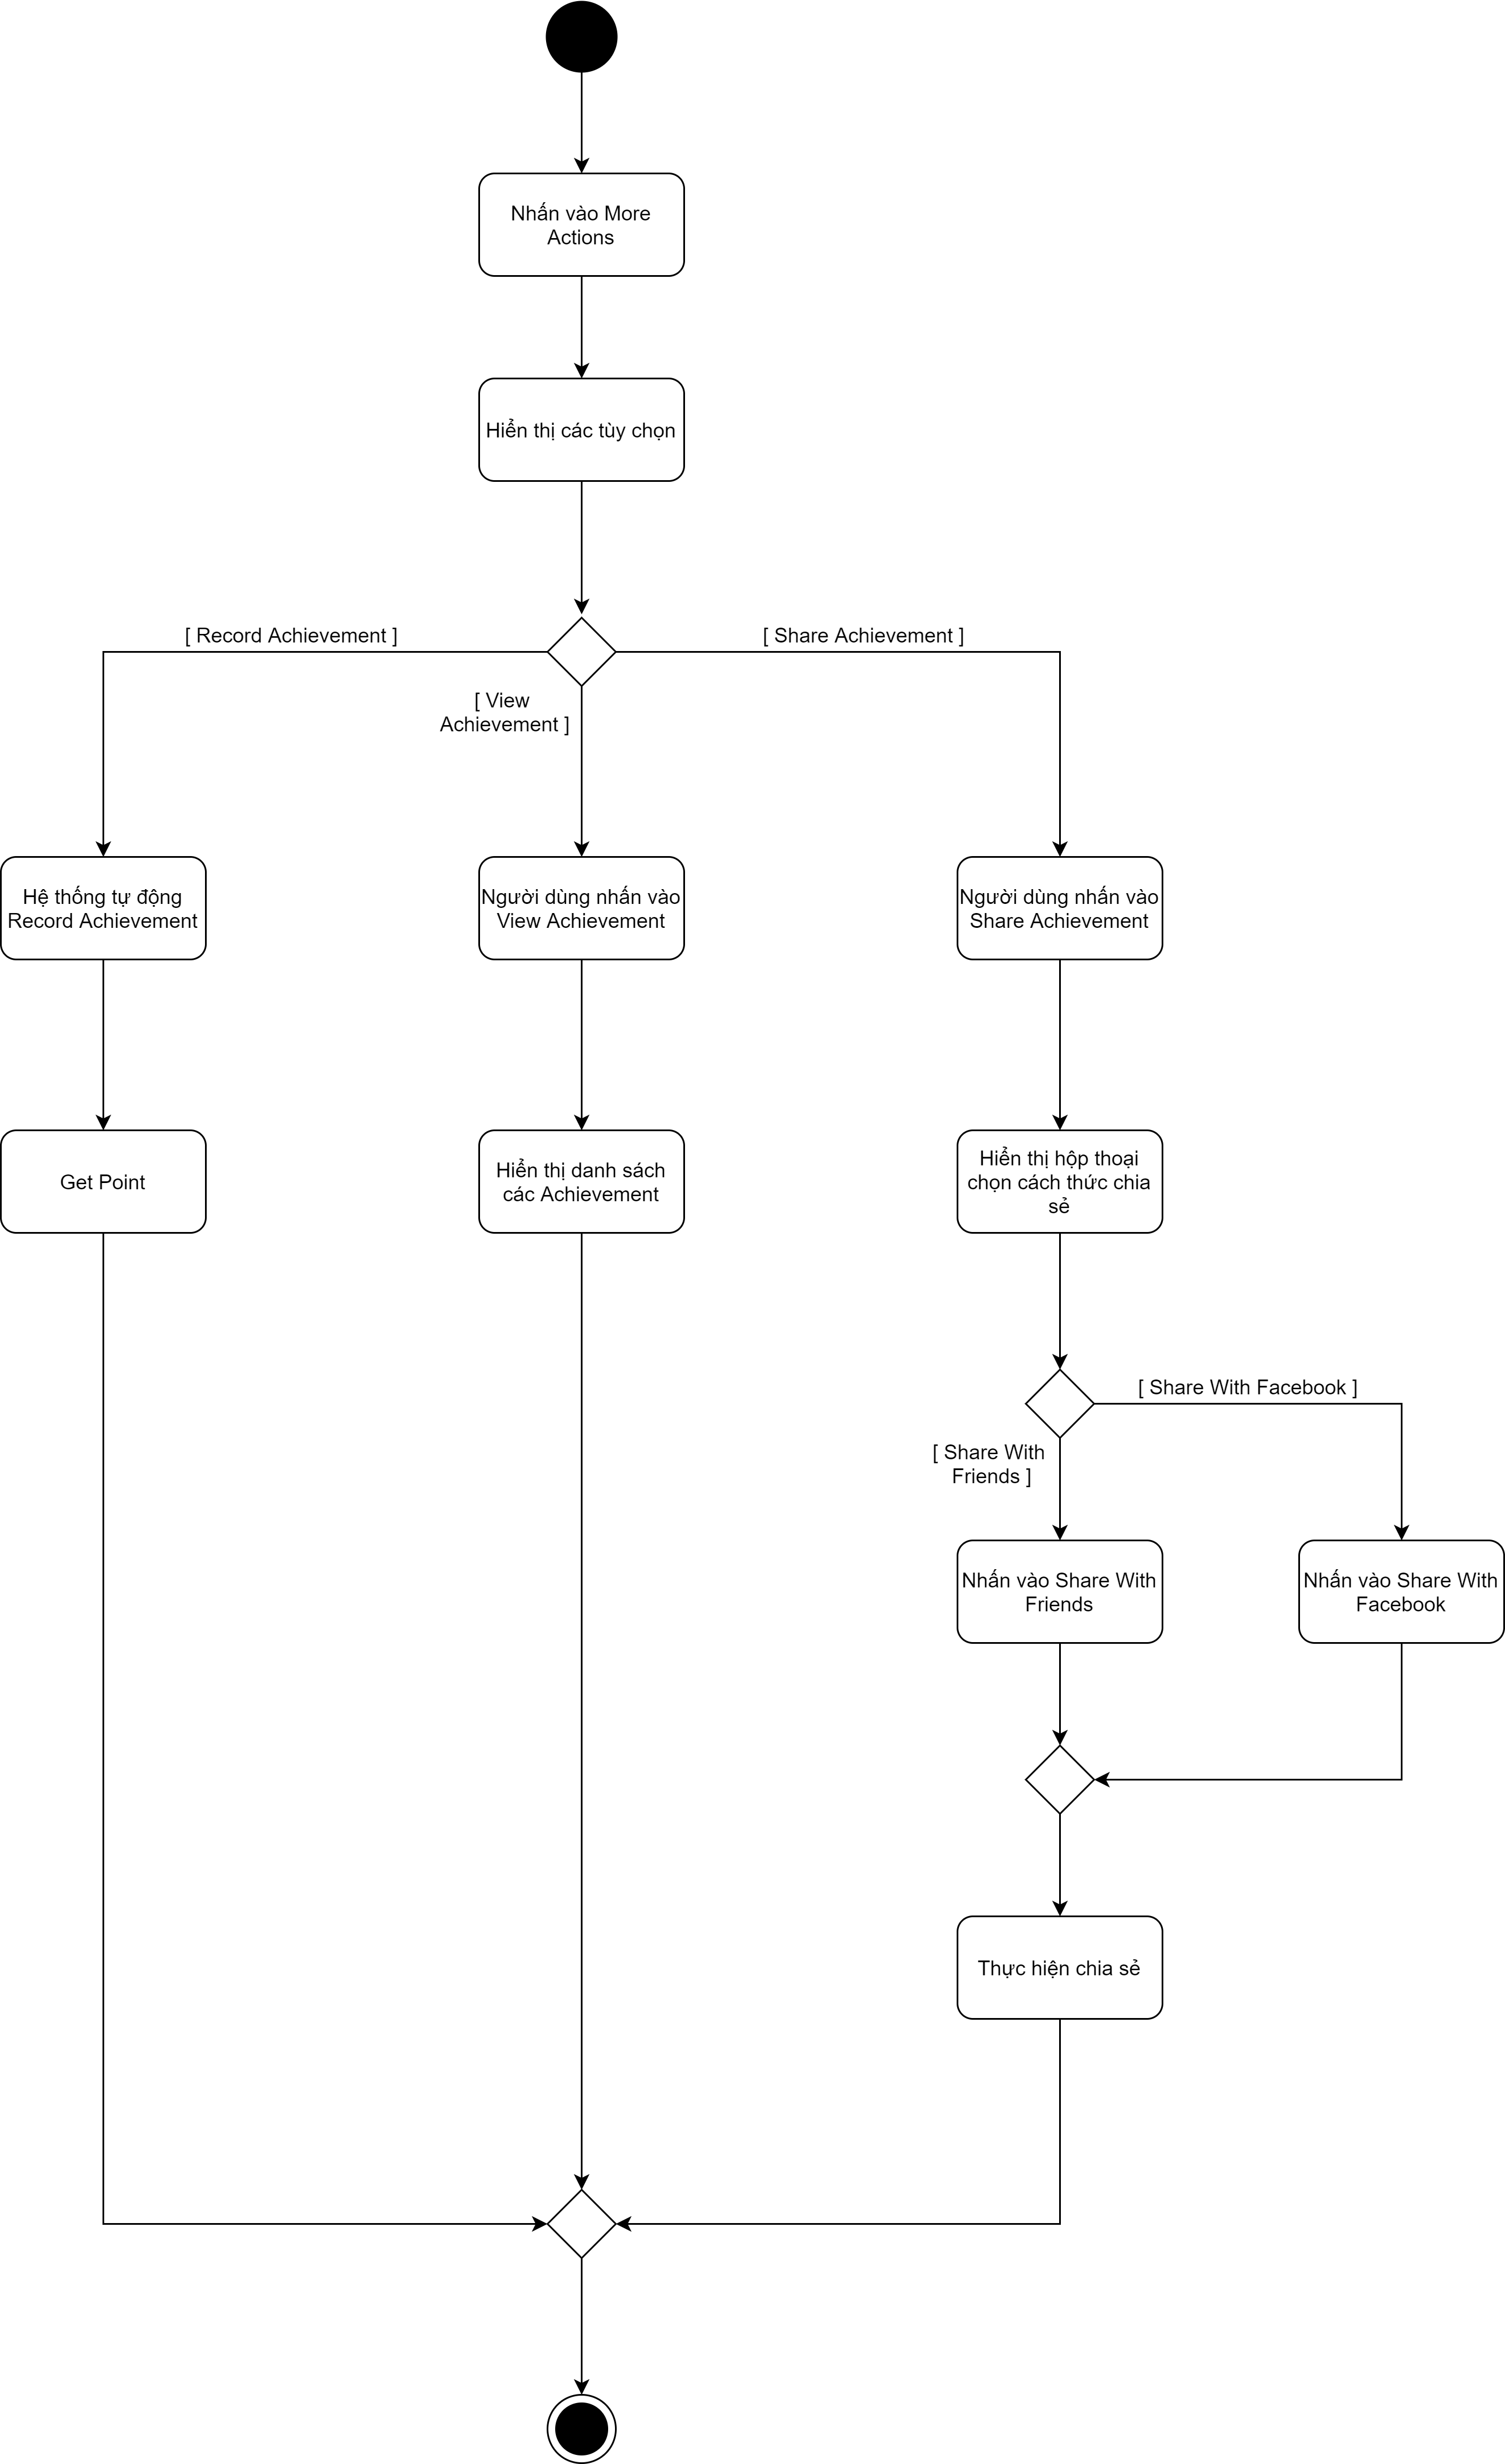 Nhấn vào More
Actions
Hiển thị các tùy chọn
[ Record Achievement ]
[ Share Achievement ]
[ View
Achievement ]
Hệ thống tự động
Record Achievement
Người dùng nhấn vào
View Achievement
Người dùng nhấn vào
Share Achievement
Get Point
Hiển thị danh sách
các Achievement
Hiển thị hộp thoại
chọn cách thức chia
sẻ
[ Share With Facebook ]
[ Share With
Friends ]
Nhấn vào Share With
Friends
Nhấn vào Share With
Facebook
Thực hiện chia sẻ